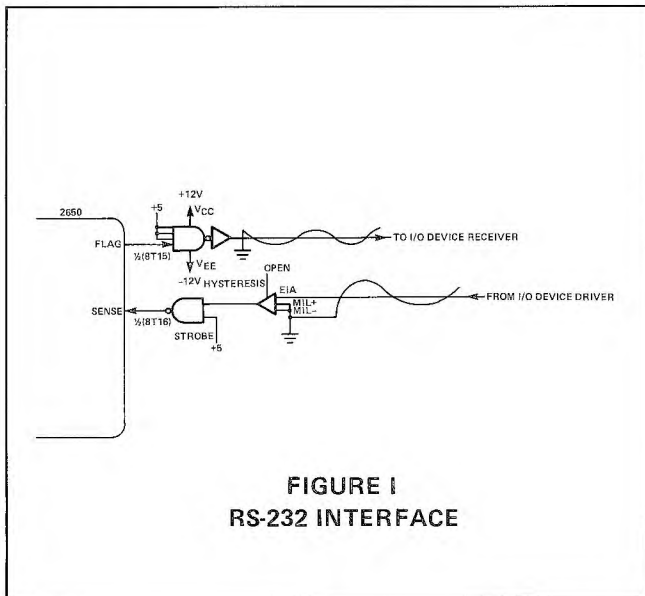 2650
+12V
+5
VCC
FLAG
½(8T15)
VEE
-12V
TO I/O DEVICE RECEIVER
HYSTERESIS
OPEN
EIA
MIL+
MIL-
FROM I/O DEVICE DRIVER
SENSE
½(8T16)
STROBE
+5
FIGURE I
RS-232 INTERFACE